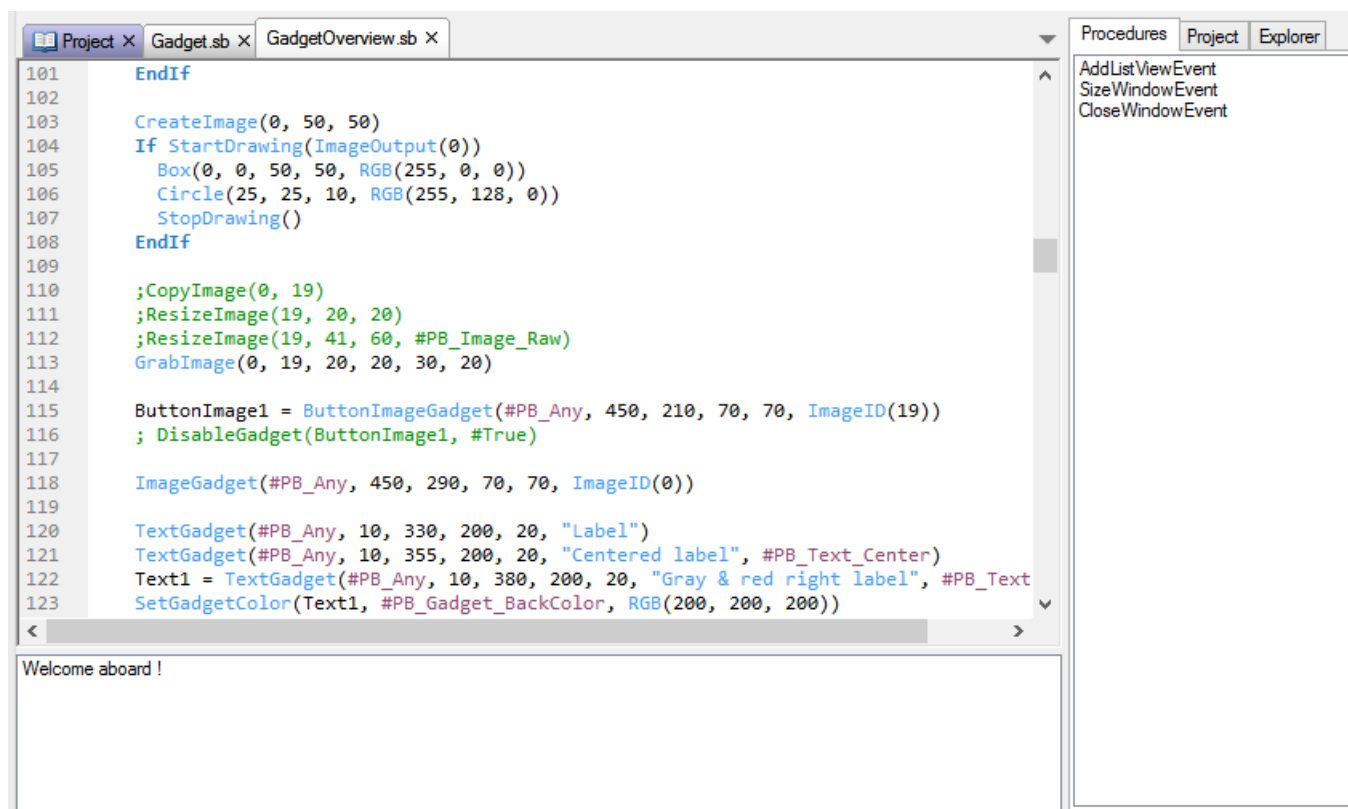 Project Gadget.sb GadgetOverview.sb
101 EndIf
102
103 CreateImage(0, 50, 50)
104 If StartDrawing(ImageOutput(0))
105 Box(0, 0, 50, 50, RGB(255, 0, 0))
106 Circle(25, 25, 10, RGB(255, 128, 0))
107 StopDrawing()
108 EndIf
109
110 ;CopyImage(0, 19)
111 ;ResizeImage(19, 20, 20)
112 ;ResizeImage(19, 41, 60, #PB_Image_Raw)
113 GrabImage(0, 19, 20, 20, 30, 20)
114
115 ButtonImage1 = ButtonImageGadget(#PB_Any, 450, 210, 70, 70, ImageID(19))
116 ; DisableGadget(ButtonImage1, #True)
117
118 ImageGadget(#PB_Any, 450, 290, 70, 70, ImageID(0))
119
120 TextGadget(#PB_Any, 10, 330, 200, 20, "Label")
121 TextGadget(#PB_Any, 10, 355, 200, 20, "Centered label", #PB_Text_Center)
122 Text1 = TextGadget(#PB_Any, 10, 380, 200, 20, "Gray & red right label", #PB_Text
123 SetGadgetColor(Text1, #PB_Gadget_BackColor, RGB(200, 200, 200))
Welcome aboard !
Procedures Project Explorer
AddListViewEvent
SizeWindowEvent
CloseWindowEvent